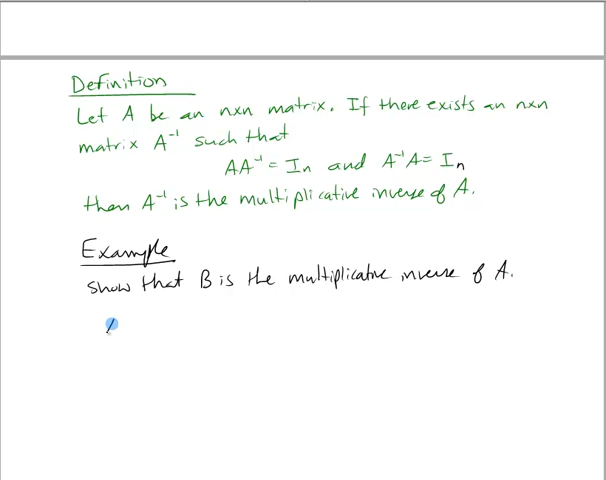 Definition
Let A be an nxn matrix. If there exists an nxn
matrix A⁻¹ such that
AA⁻¹ = Iₙ and A⁻¹A = Iₙ
then A⁻¹ is the multiplicative inverse of A.
Example
Show that B is the multiplicative inverse of A.